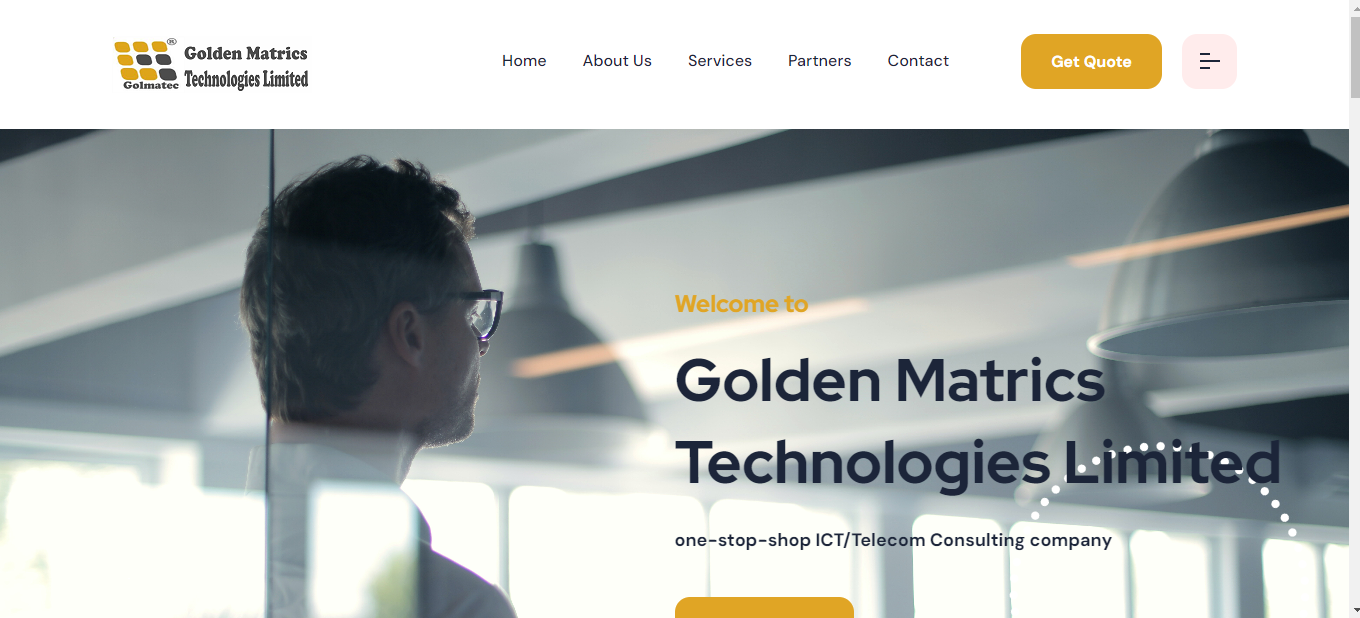 ® Golden Matrics
Technologies Limited
Golmatec
Home About Us Services Partners Contact
Get Quote
Welcome to
Golden Matrics
Technologies Limited
one-stop-shop ICT/Telecom Consulting company